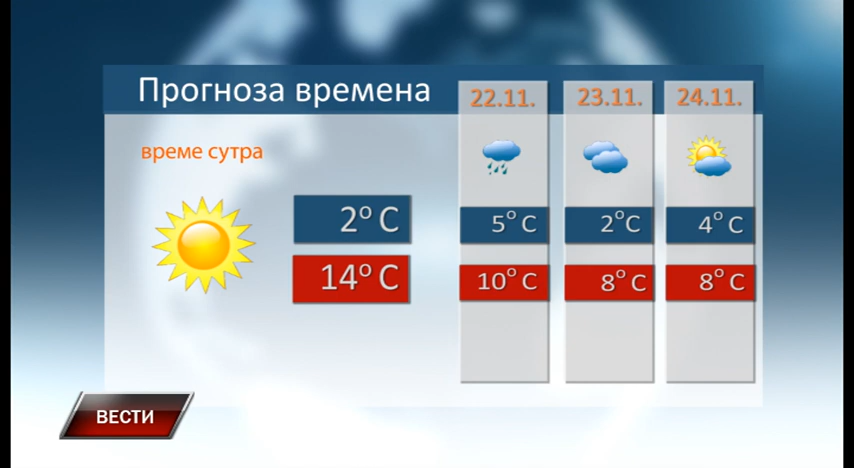 Прогноза времена
време сутра
2° C
14° C
22.11.
23.11.
24.11.
5° C
2°C
4° C
10° C
8° C
8° C
ВЕСТИ